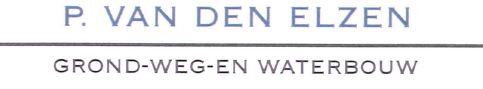 P. VAN DEN ELZEN
GROND-WEG-EN WATERBOUW